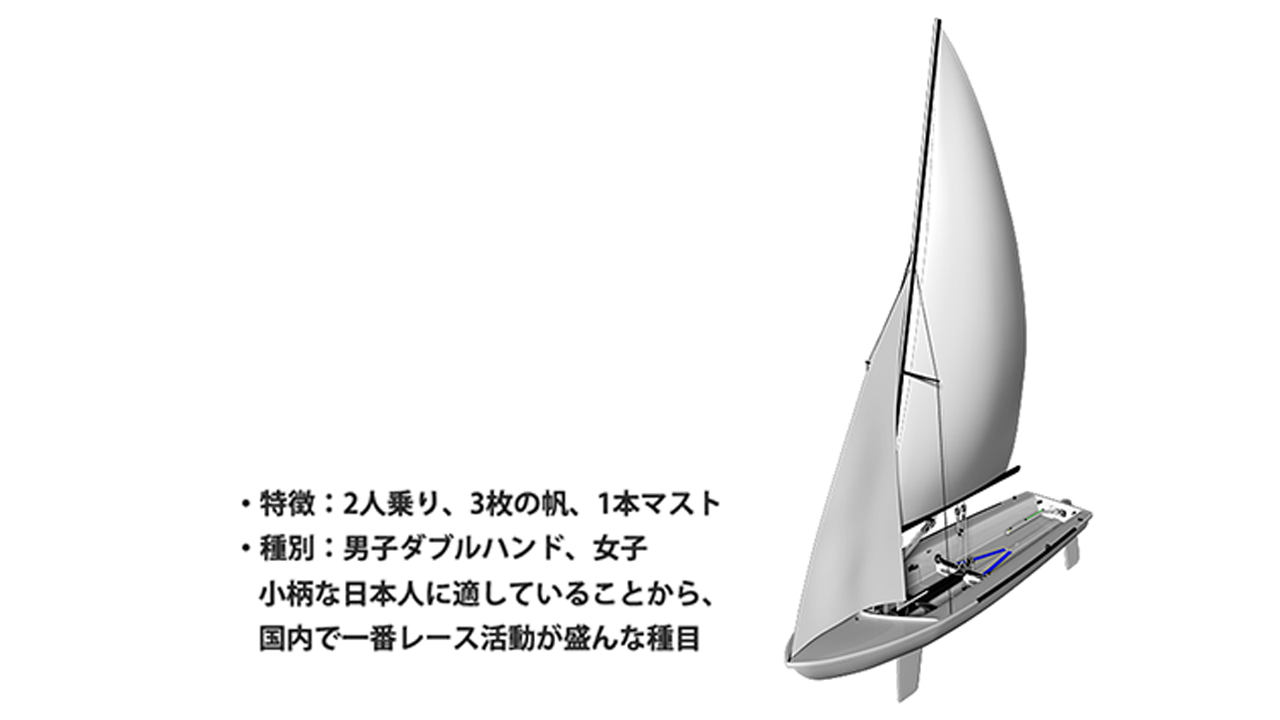 ・特徴：2人乗り、3枚の帆、1本マスト
・種別：男子ダブルハンド、女子
小柄な日本人に適していることから、
国内で一番レース活動が盛んな種目